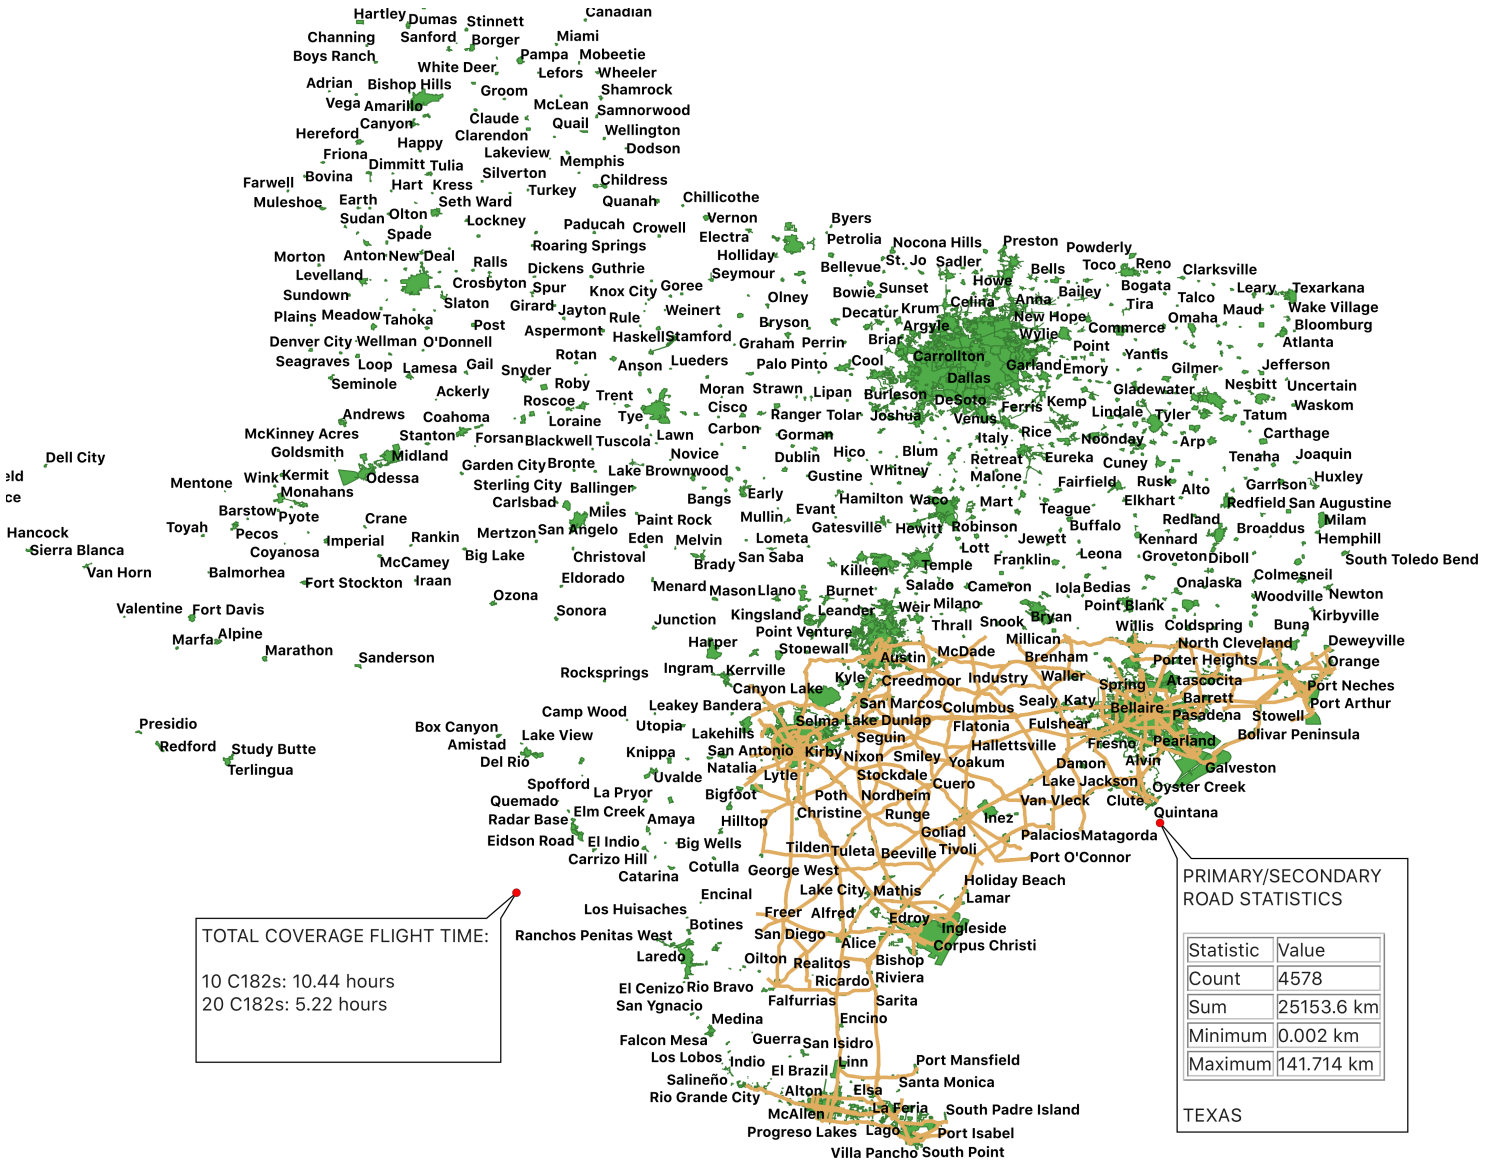 Hartley Dumas Stinnett Canadian
Channing Sanford Borger Miami
Boys Ranch Pampa Mobeetie
White Deer Lefors Wheeler
Adrian Bishop Hills Groom Shamrock
Vega Amarillo McLean Samnorwood
Canyon Claude Quail Wellington
Hereford Happy Clarendon Dodson
Friona Dimmitt Tulia Lakeview Memphis
Farwell Bovina Hart Kress Silverton Turkey Childress
Muleshoe Earth Seth Ward Quanah Chillicothe
Sudan Olton Lockney Paducah Crowell Vernon Byers
Spade Roaring Springs Electra Petrolia Nocona Hills Preston Powderly
Morton Anton New Deal Ralls Dickens Guthrie Holliday Bellevue St. Jo Sadler Bells Toco Reno Clarksville
Levelland Crosbyton Spur Knox City Goree Seymour Olney Bowie Sunset Howe Bailey Bogata Leary Texarkana
Sundown Slaton Girard Jayton Rule Weinert Decatur Krum Celina Anna Tira Talco Maud Wake Village
Plains Meadow Tahoka Post Aspermont Haskell Stamford Bryson Argyle New Hope Commerce Omaha Bloomburg
Denver City Wellman O'Donnell Graham Perrin Briar Wylie Point Atlanta
Seagraves Loop Lamesa Gail Snyder Rotan Anson Lueders Palo Pinto Cool Carrollton Garland Emory Yantis Gilmer Jefferson
Seminole Ackerly Roby Moran Strawn Lipan Burleson Dallas DeSoto Kemp Gladewater Nesbitt Uncertain
Andrews Coahoma Roscoe Trent Tye Cisco Ranger Tolar Joshua Venus Ferris Lindale Tyler Tatum Waskom
McKinney Acres Stanton Forsan Loraine Blackwell Tuscola Lawn Carbon Gorman Italy Rice Noonday Arp Carthage
Goldsmith Midland Novice Dublin Hico Blum Retreat Eureka Cuney Tenaha Joaquin
Dell City Garden City Bronte Lake Brownwood Gustine Whitney Malone Fairfield Rusk Garrison Huxley
eld Mentone Wink Kermit Odessa Sterling City Ballinger
ce Monahans Carlsbad Bangs Early Hamilton Waco Mart Elkhart Alto Redfield San Augustine
Barstow Pyote Crane Miles Paint Rock Mullin Evant Gatesville Hewitt Robinson Teague Buffalo Redland Broaddus Milam
Hancock Toyah Pecos Imperial Rankin Mertzon San Angelo Eden Melvin Lometa Lott Jewett Kennard Hemphill
Sierra Blanca Coyanosa McCamey Big Lake Christoval Brady San Saba Killeen Temple Franklin Leona Groveton Diboll South Toledo Bend
Van Horn Balmorhea Fort Stockton Iraan Eldorado Menard Mason Llano Burnet Salado Cameron Iola Bedias Onalaska Colmesneil
Valentine Fort Davis Ozona Sonora Junction Kingsland Leander Weir Milano Snook Bryan Point Blank Woodville Newton
Marfa Alpine Harper Point Venture Thrall Millican Willis Coldspring Buna Kirbyville
Marathon Sanderson Stonewall Austin McDade Brenham Porter Heights North Cleveland Deweyville
Rocksprings Ingram Kerrville Kyle Creedmoor Industry Waller Spring Atascocita Orange
Canyon Lake San Marcos Columbus Sealy Katy Barrett Port Neches
Presidio Box Canyon Camp Wood Leakey Bandera Selma Lake Dunlap Flatonia Fulshear Bellaire Pasadena Stowell Port Arthur
Redford Study Butte Amistad Lake View Utopia Lakehills Seguin Hallettsville Fresno Pearland Bolivar Peninsula
Terlingua Del Rio Knippa San Antonio Kirby Nixon Smiley Yoakum Damon Alvin Galveston
Spofford Uvalde Natalia Lytle Stockdale Cuero Lake Jackson Oyster Creek
Quemado La Pryor Bigfoot Poth Nordheim Van Vleck Clute
Radar Base Elm Creek Amaya Hilltop Christine Runge Inez Quintana
Eidson Road El Indio Big Wells Goliad Palacios Matagorda
Carrizo Hill Cotulla Tilden Tuleta Beeville Tivoli Port O'Connor
Catarina George West Holiday Beach
Encinal Lake City Mathis Lamar
Los Huisaches Freer Alfred Edroy
Ranchos Penitas West Botines San Diego Alice Ingleside
Laredo Oilton Realitos Bishop Corpus Christi
El Cenizo Rio Bravo Ricardo Riviera
San Ygnacio Falfurrias Sarita
Medina Encino
Falcon Mesa Guerra San Isidro
Los Lobos Indio El Brazil Linn Port Mansfield
Salineño Alton Elsa Santa Monica
Rio Grande City McAllen La Feria South Padre Island
Progreso Lakes Lago Port Isabel
Villa Pancho South Point
TOTAL COVERAGE FLIGHT TIME:
10 C182s: 10.44 hours
20 C182s: 5.22 hours
PRIMARY/SECONDARY
ROAD STATISTICS
Statistic Value
Count 4578
Sum 25153.6 km
Minimum 0.002 km
Maximum 141.714 km
TEXAS